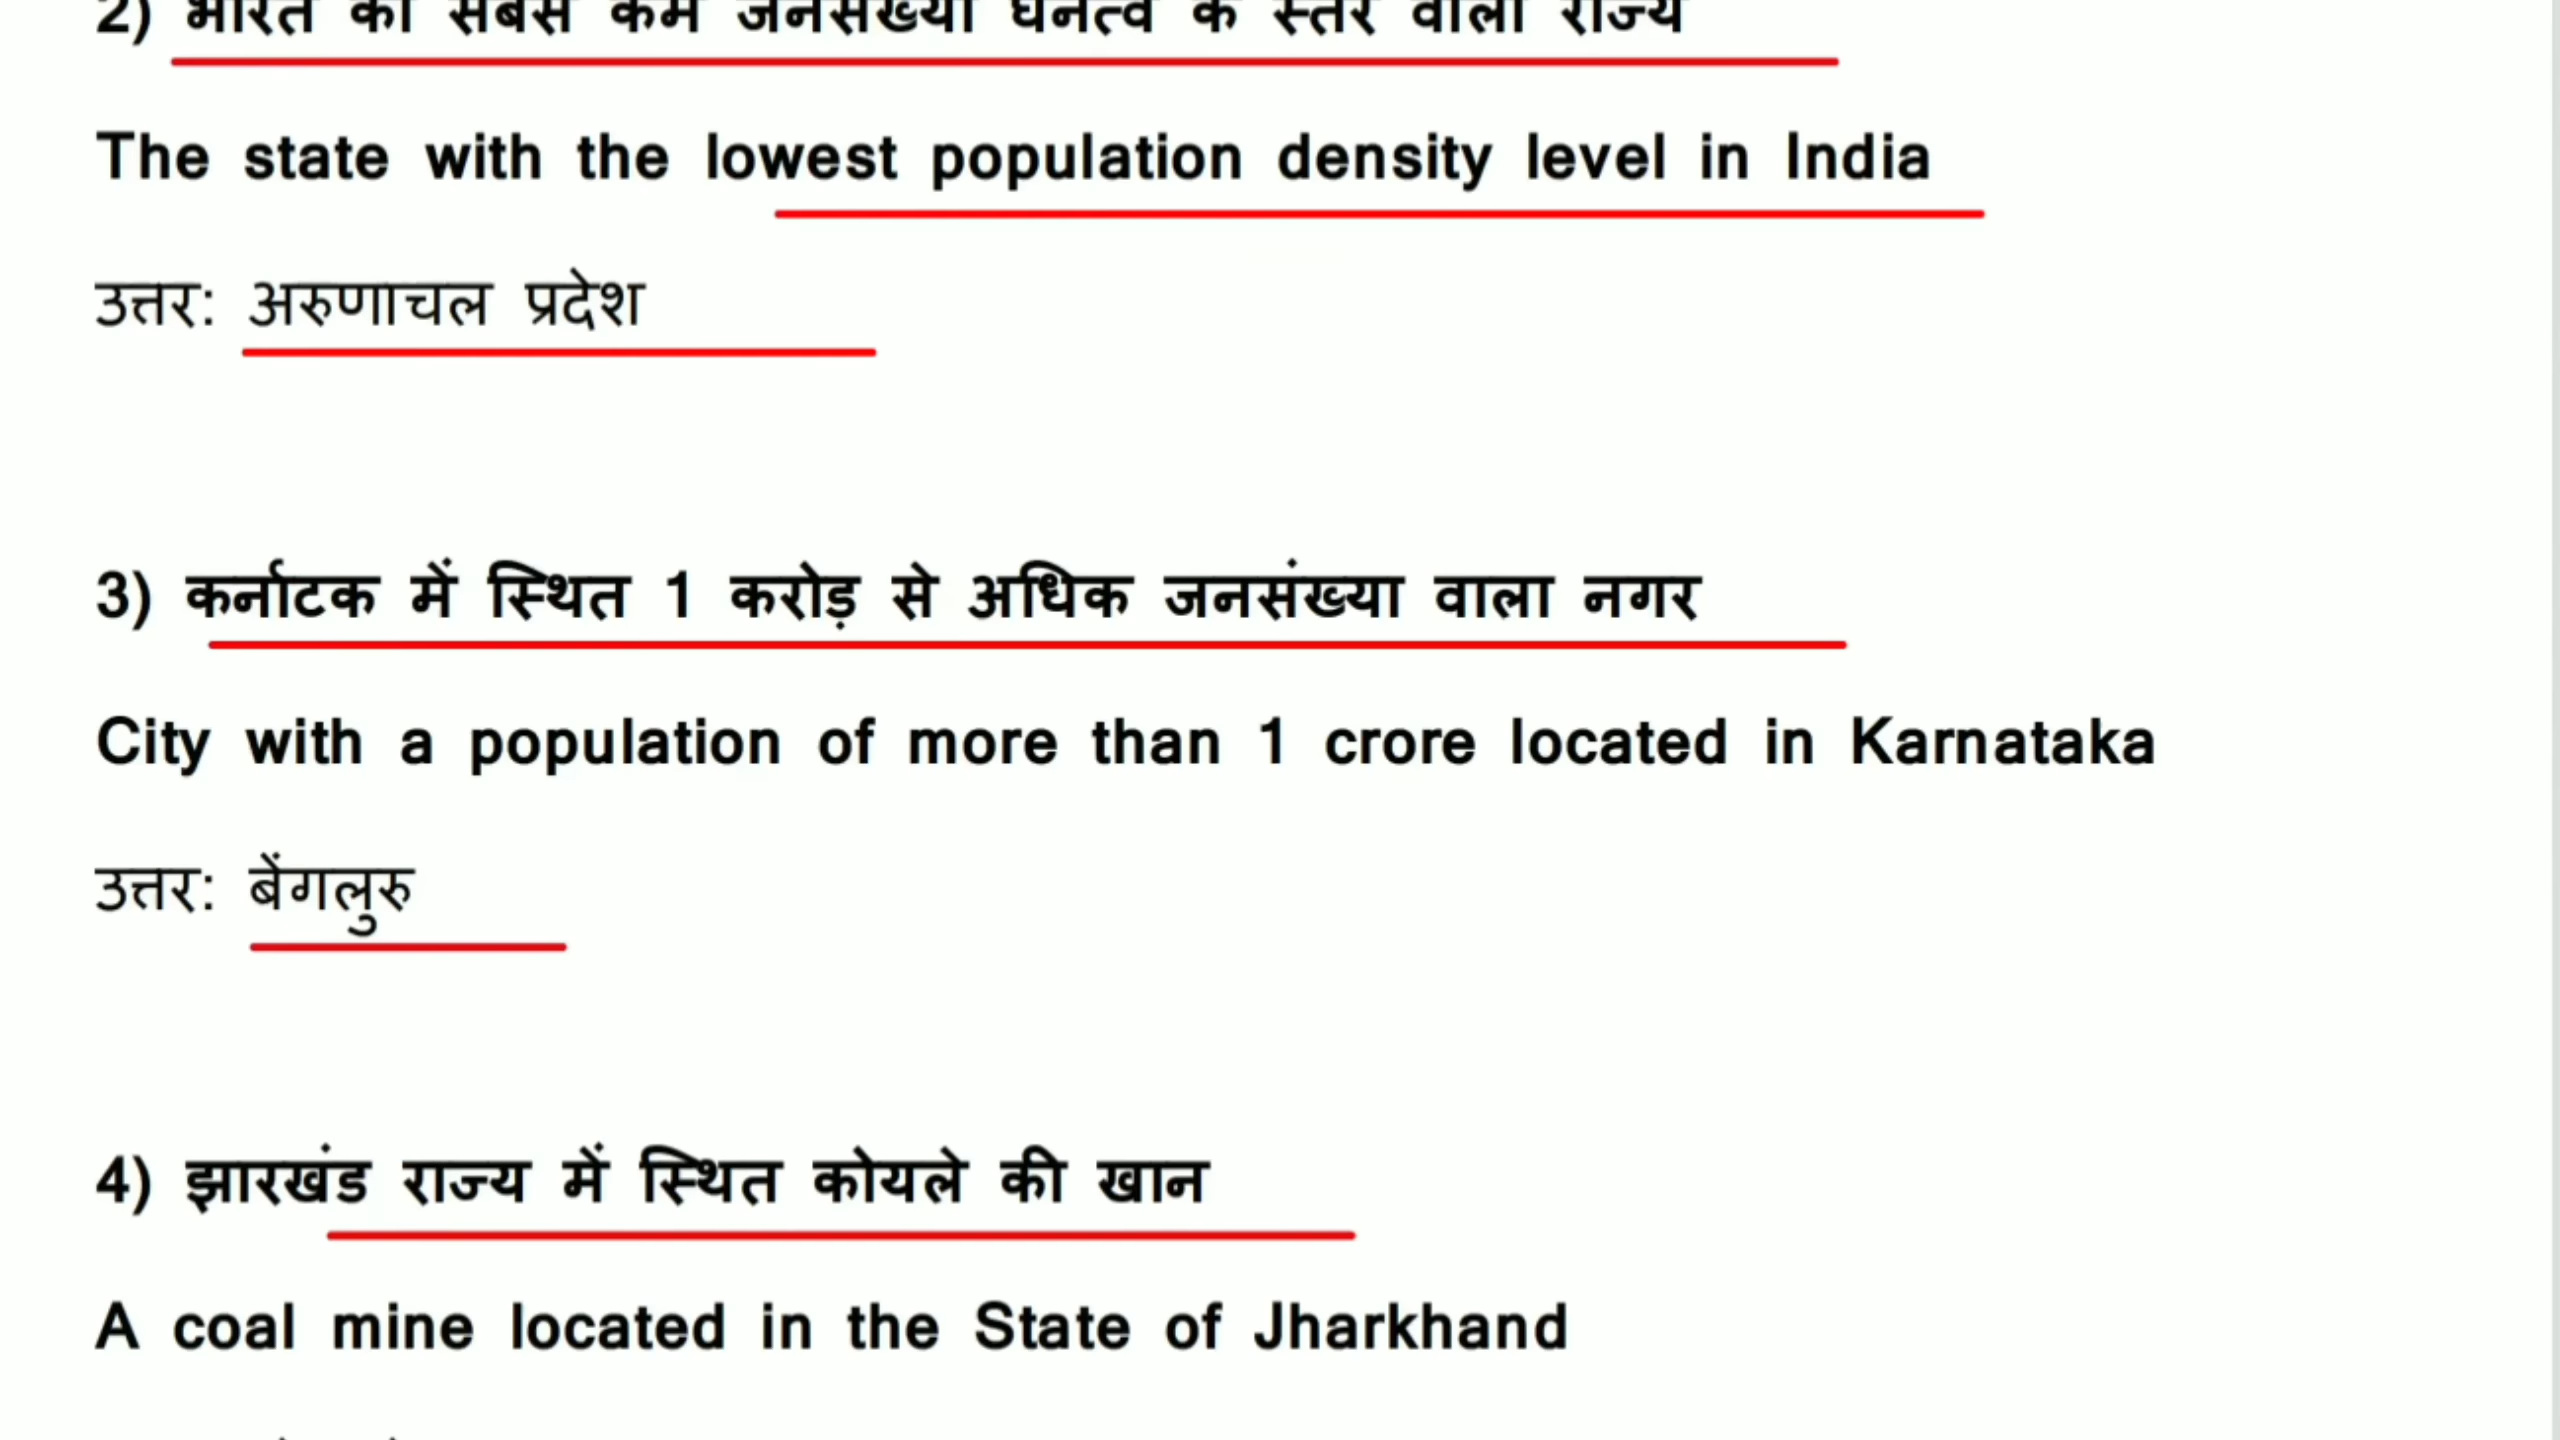 2) भारत का सबसे कम जनसंख्या घनत्व के स्तर वाला राज्य
The state with the lowest population density level in India
उत्तर: अरुणाचल प्रदेश
3) कर्नाटक में स्थित 1 करोड़ से अधिक जनसंख्या वाला नगर
City with a population of more than 1 crore located in Karnataka
उत्तर: बेंगलुरु
4) झारखंड राज्य में स्थित कोयले की खान
A coal mine located in the State of Jharkhand